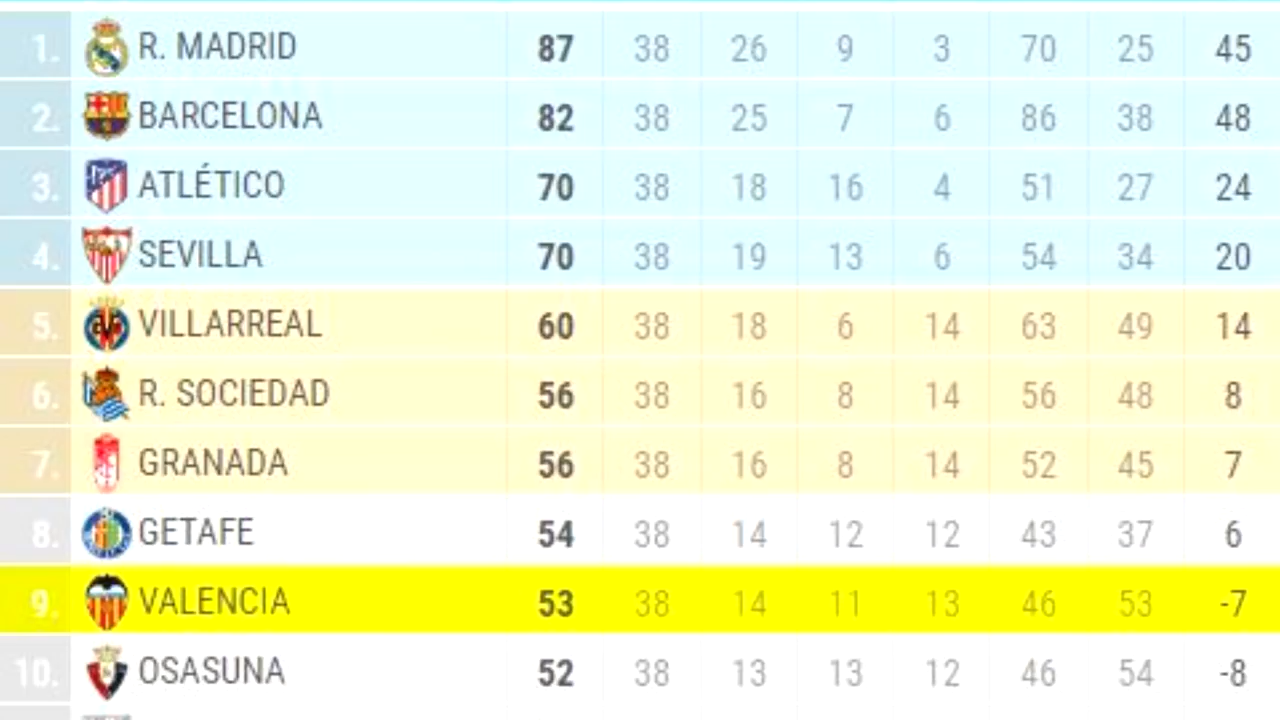 1. R. MADRID 87 38 26 9 3 70 25 45
2. BARCELONA 82 38 25 7 6 86 38 48
3. ATLÉTICO 70 38 18 16 4 51 27 24
4. SEVILLA 70 38 19 13 6 54 34 20
5. VILLARREAL 60 38 18 6 14 63 49 14
6. R. SOCIEDAD 56 38 16 8 14 56 48 8
7. GRANADA 56 38 16 8 14 52 45 7
8. GETAFE 54 38 14 12 12 43 37 6
9. VALENCIA 53 38 14 11 13 46 53 -7
10. OSASUNA 52 38 13 13 12 46 54 -8